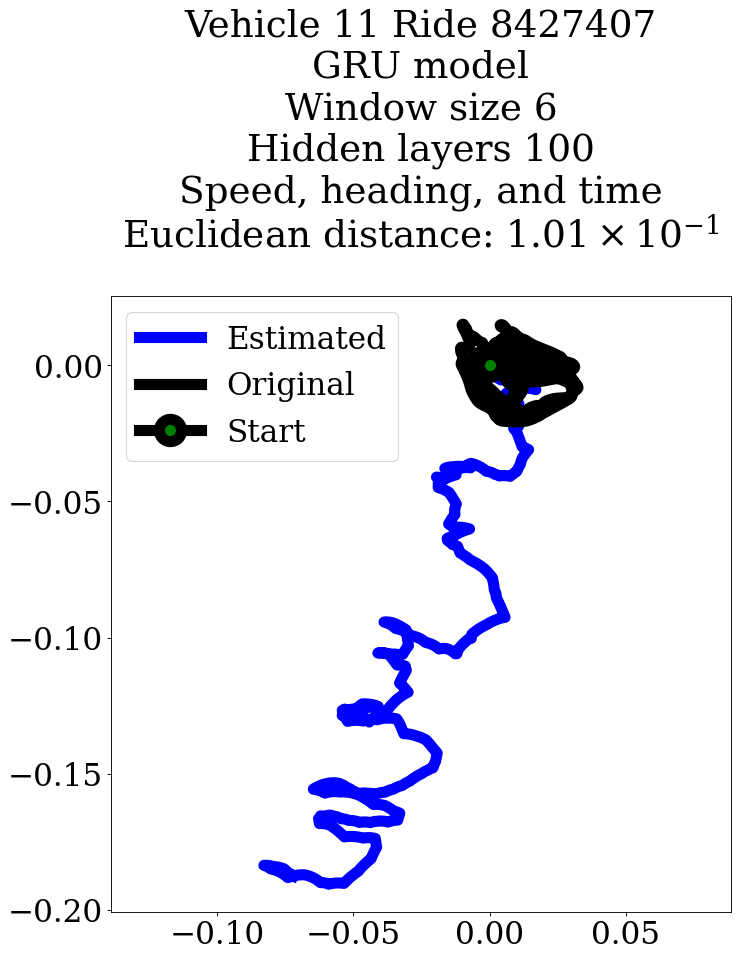 Vehicle 11 Ride 8427407
GRU model
Window size 6
Hidden layers 100
Speed, heading, and time
Euclidean distance: 1.01 × 10⁻¹
Estimated
Original
Start
0.00
−0.05
−0.10
−0.15
−0.20
−0.10 −0.05 0.00 0.05